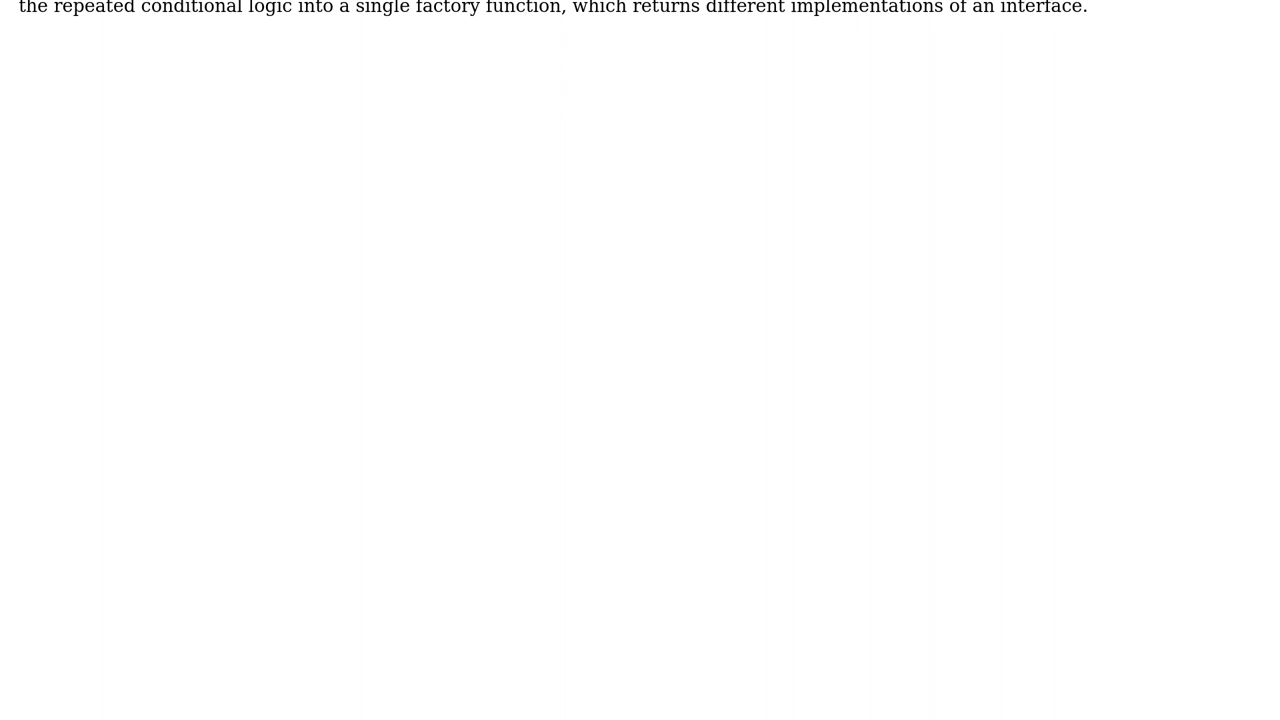 the repeated conditional logic into a single factory function, which returns different implementations of an interface.